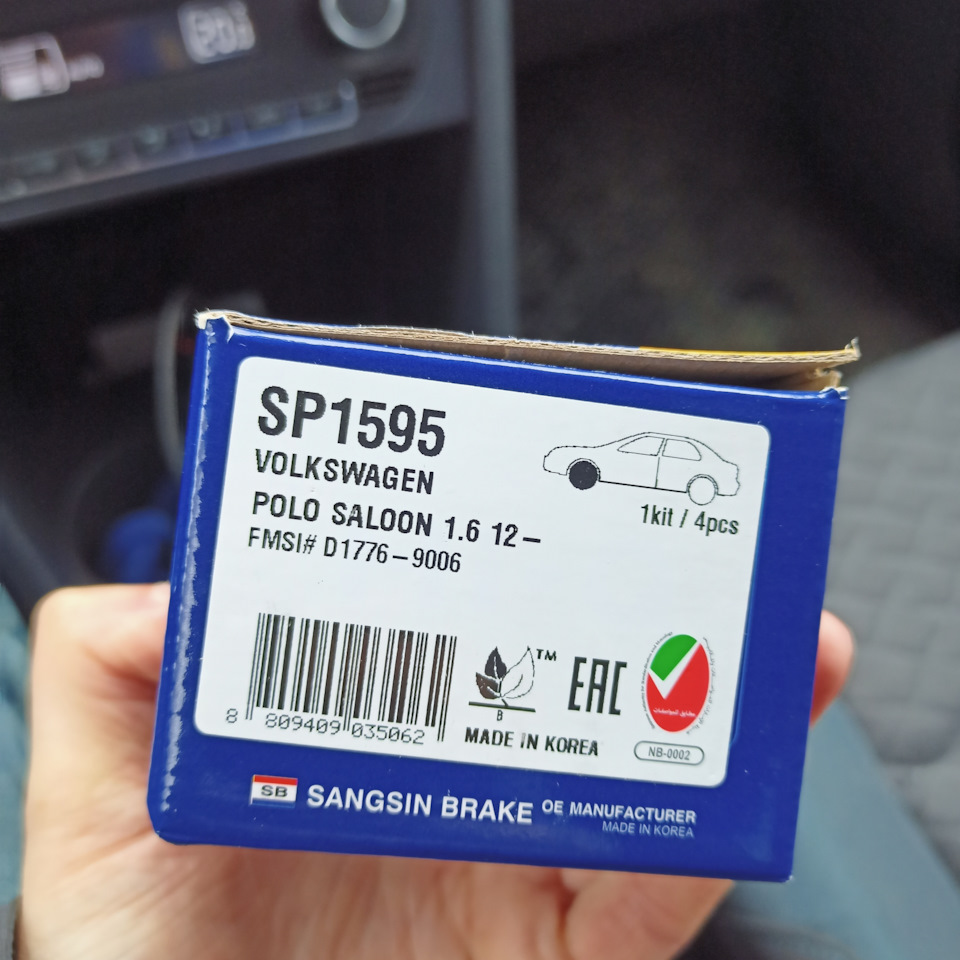 SP1595
VOLKSWAGEN
POLO SALOON 1.6 12–
FMSI# D1776–9006
1kit / 4pcs
8 809409 035062
TM
B
MADE IN KOREA
EAC
NB-0002
SB
SANGSIN BRAKE OE MANUFACTURER
MADE IN KOREA